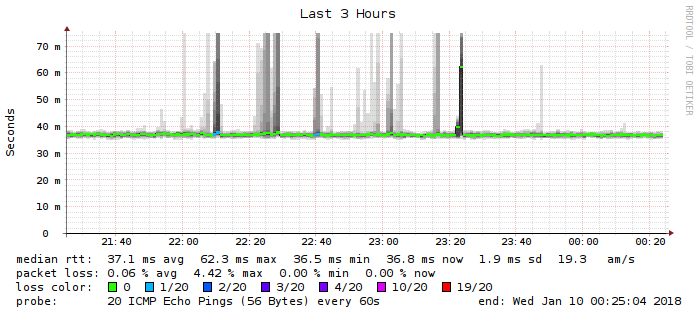 Last 3 Hours
RRDTOOL / TOBI OETIKER
Seconds
70 m
60 m
50 m
40 m
30 m
20 m
10 m
0
21:40 22:00 22:20 22:40 23:00 23:20 23:40 00:00 00:20
median rtt: 37.1 ms avg 62.3 ms max 36.5 ms min 36.8 ms now 1.9 ms sd 19.3 am/s
packet loss: 0.06 % avg 4.42 % max 0.00 % min 0.00 % now
loss color: 0 1/20 2/20 3/20 4/20 10/20 19/20
probe: 20 ICMP Echo Pings (56 Bytes) every 60s end: Wed Jan 10 00:25:04 2018